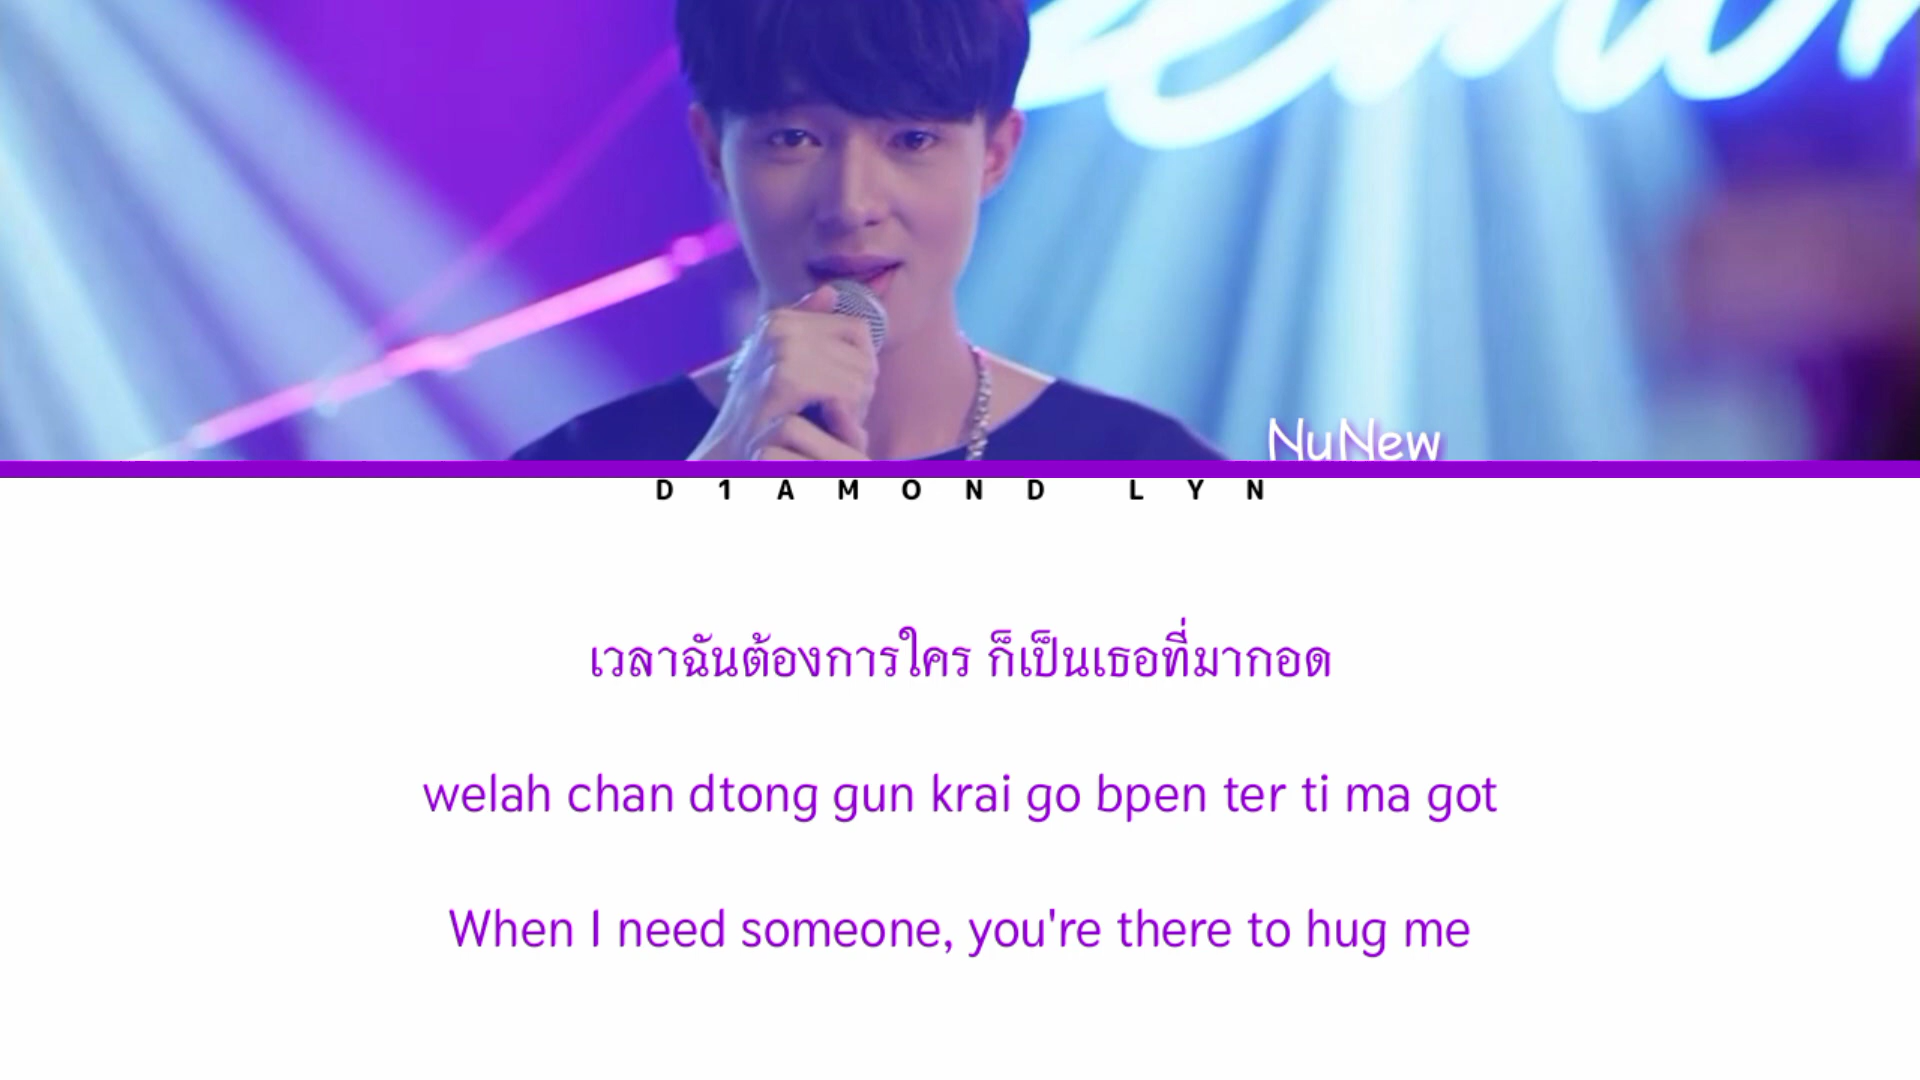 NuNew
D1AMOND LYN
เวลาฉันต้องการใคร ก็เป็นเธอที่มากอด
welah chan dtong gun krai go bpen ter ti ma got
When I need someone, you're there to hug me